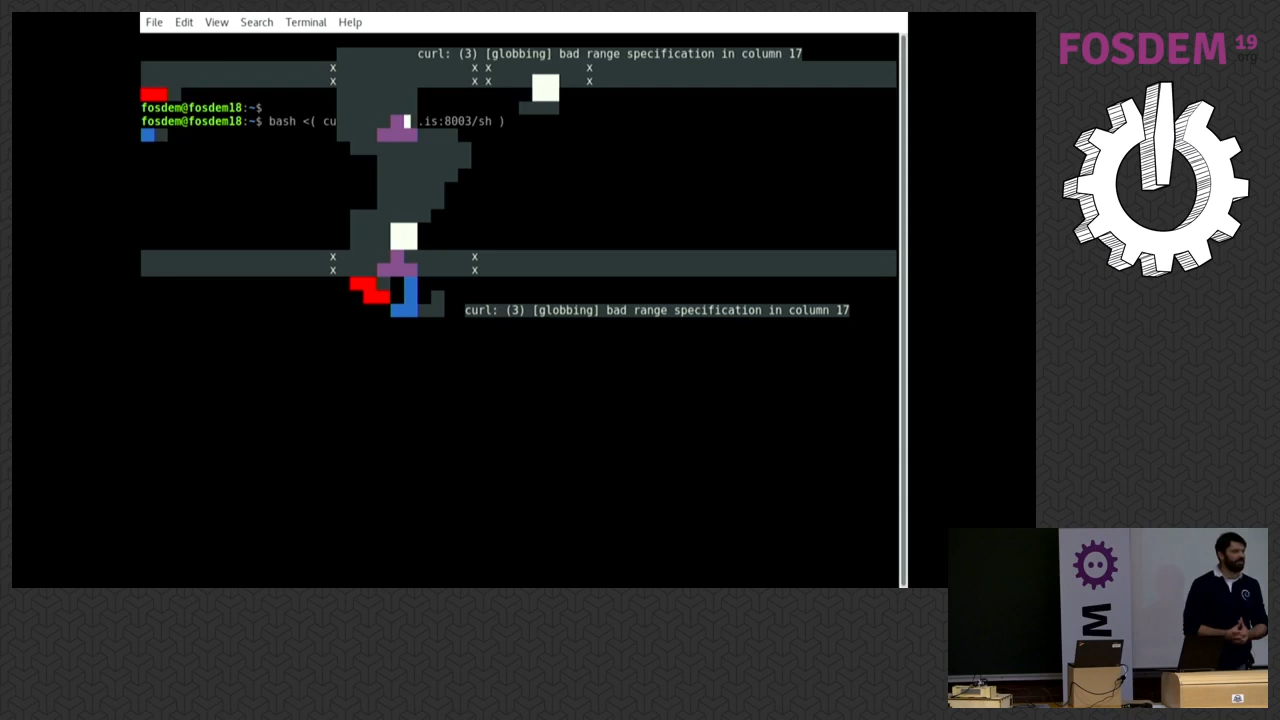 File Edit View Search Terminal Help
curl: (3) [globbing] bad range specification in column 17
x x x x
x x x x
fosdem@fosdem18:~$
fosdem@fosdem18:~$ bash <( cu .is:8003/sh )
x x
x x
curl: (3) [globbing] bad range specification in column 17
FOSDEM 19
.org
M